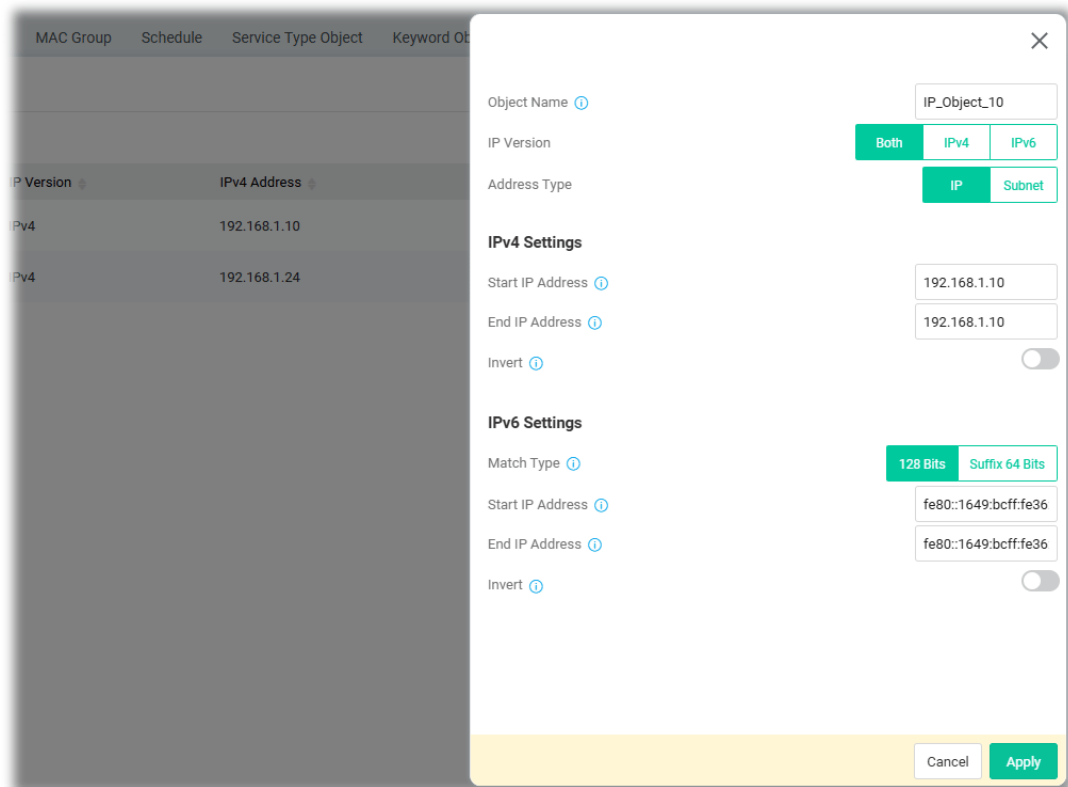 MAC Group Schedule Service Type Object Keyword Ob
IP Version IPv4 Address
IPv4 192.168.1.10
IPv4 192.168.1.24
Object Name IP_Object_10
IP Version Both IPv4 IPv6
Address Type IP Subnet
IPv4 Settings
Start IP Address 192.168.1.10
End IP Address 192.168.1.10
Invert
IPv6 Settings
Match Type 128 Bits Suffix 64 Bits
Start IP Address fe80::1649:bcff:fe36
End IP Address fe80::1649:bcff:fe36
Invert
Cancel Apply